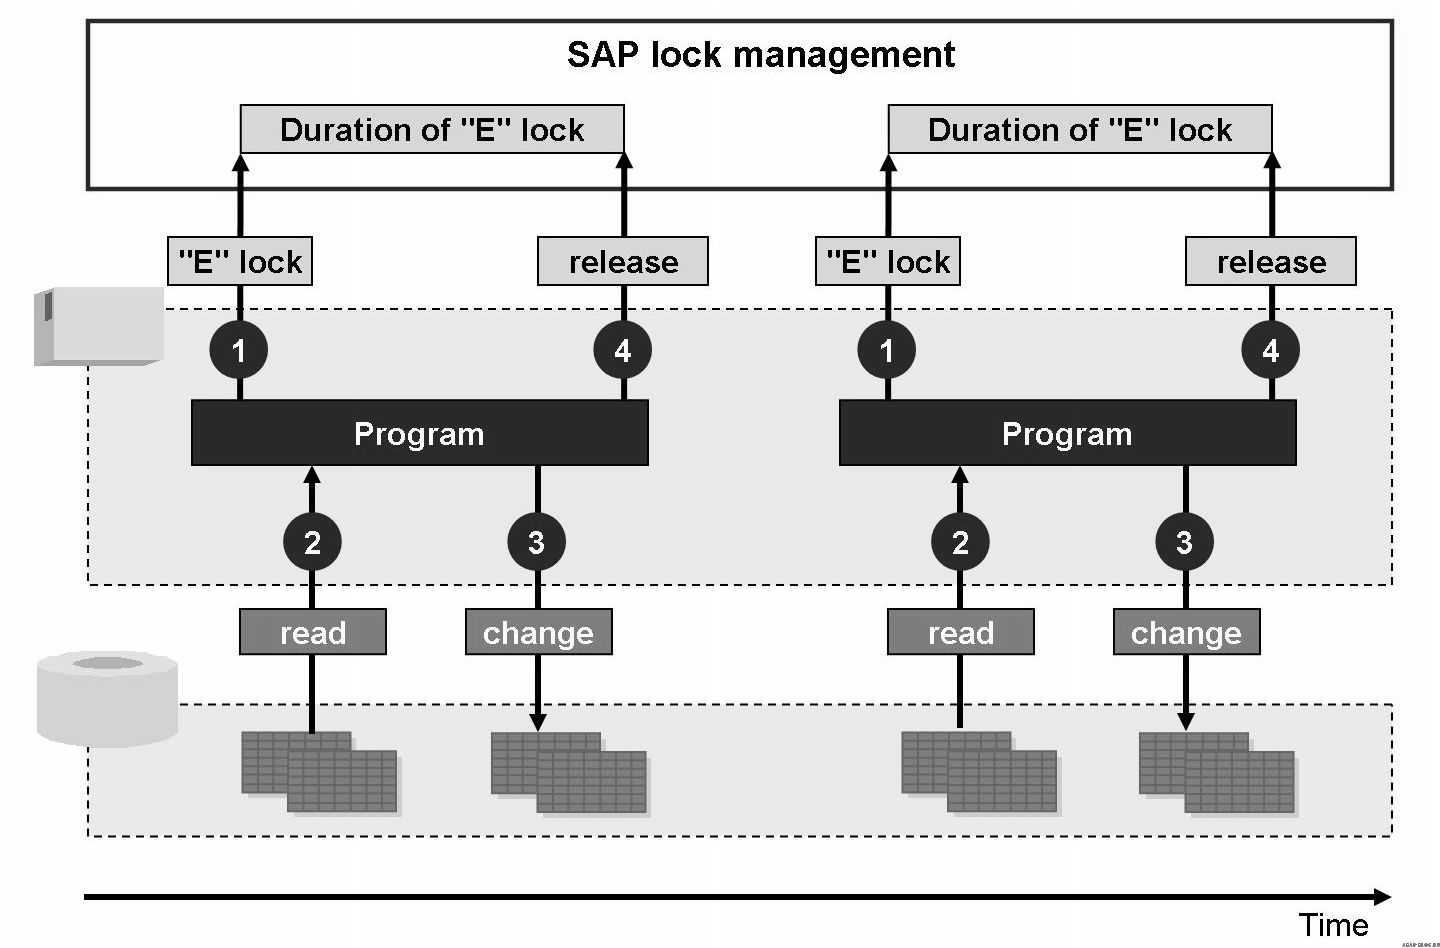 SAP lock management
Duration of "E" lock
Duration of "E" lock
"E" lock
release
"E" lock
release
1
4
1
4
Program
Program
2
3
2
3
read
change
read
change
Time